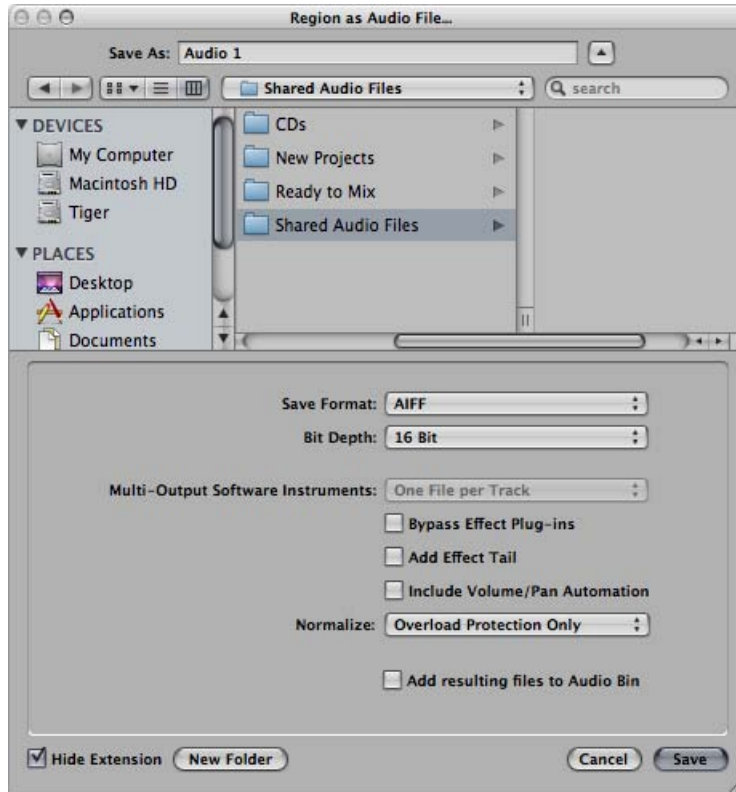 Region as Audio File...
Save As: Audio 1
Shared Audio Files
search
DEVICES
My Computer
Macintosh HD
Tiger
PLACES
Desktop
Applications
Documents
CDs
New Projects
Ready to Mix
Shared Audio Files
Save Format: AIFF
Bit Depth: 16 Bit
Multi-Output Software Instruments: One File per Track
Bypass Effect Plug-ins
Add Effect Tail
Include Volume/Pan Automation
Normalize: Overload Protection Only
Add resulting files to Audio Bin
Hide Extension New Folder Cancel Save